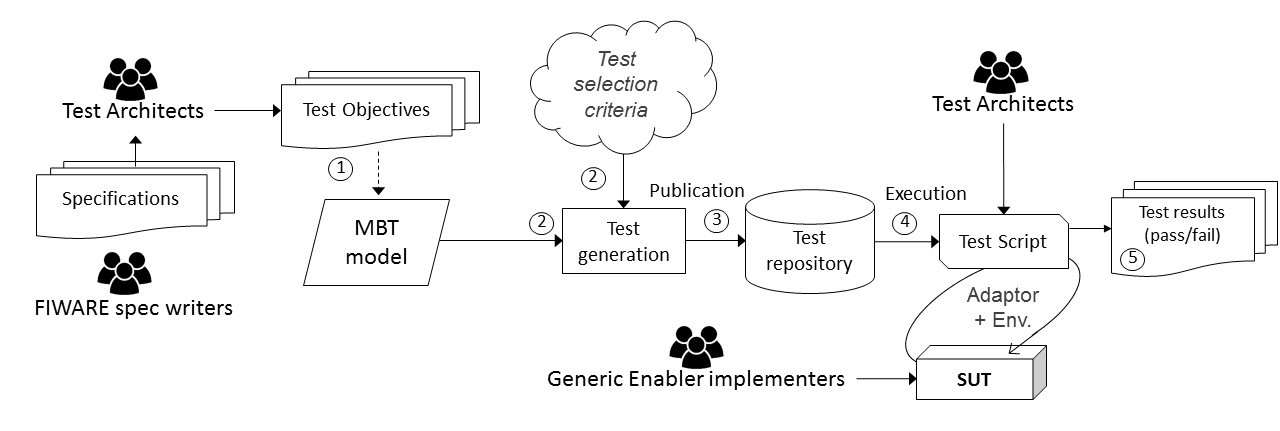 Test
selection
criteria
Test Architects
Test Objectives
Test Architects
1
2
Specifications
Publication
Execution
MBT
model
2
Test
generation
3
Test
repository
4
Test Script
Test results
(pass/fail)
5
FIWARE spec writers
Adaptor
+ Env.
Generic Enabler implementers
SUT